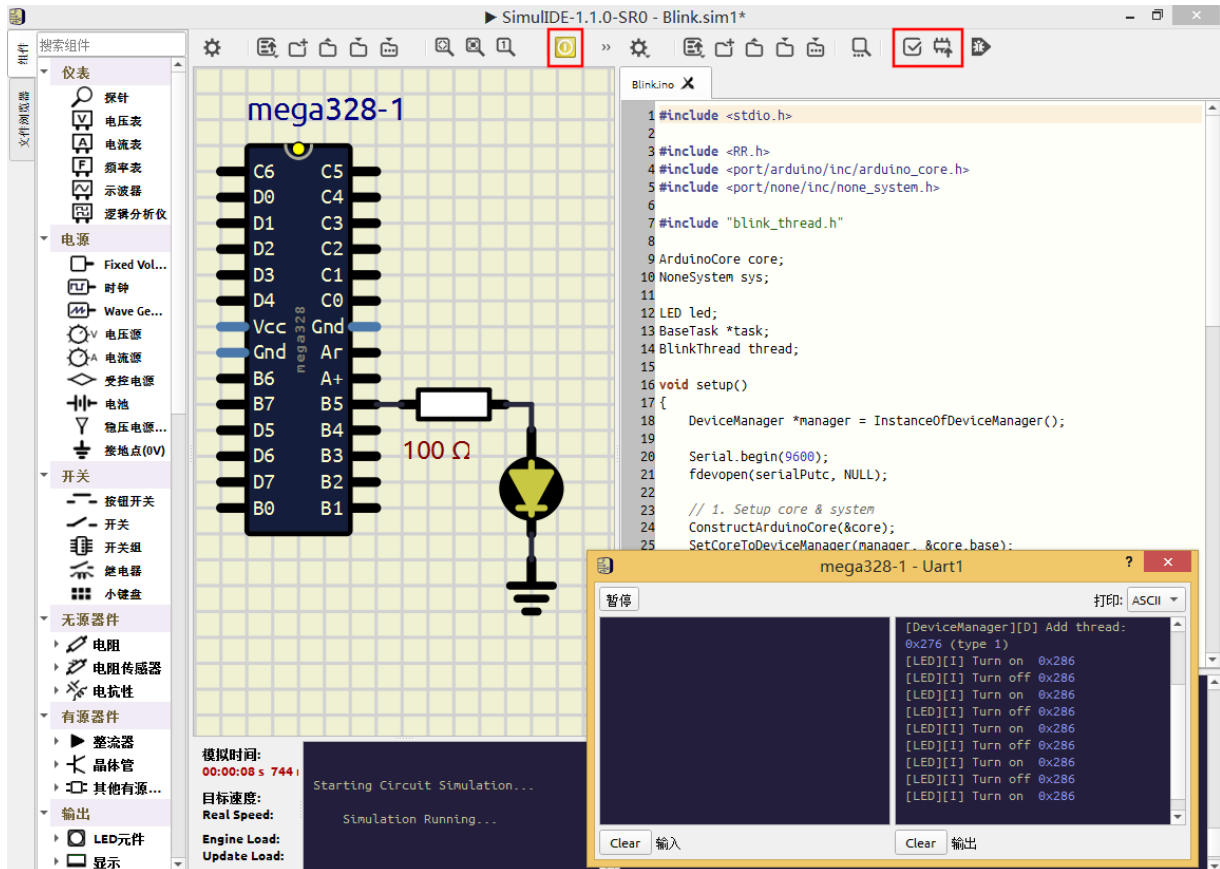 ▶ SimulIDE-1.1.0-SR0 - Blink.sim1*
组件
文件浏览器
搜索组件
仪表
探针
电压表
电流表
频率表
示波器
逻辑分析仪
电源
Fixed Vol...
时钟
Wave Ge...
电压源
电流源
受控电源
电池
稳压电源...
接地点(0V)
开关
按钮开关
开关
开关组
继电器
小键盘
无源器件
电阻
电阻传感器
电抗性
有源器件
整流器
晶体管
其他有源...
输出
LED元件
显示
mega328-1
C6 C5
D0 C4
D1 C3
D2 C2
D3 C1
D4 C0
Vcc Gnd
Gnd Ar
B6 A+
B7 B5
D5 B4
D6 B3
D7 B2
B0 B1
mega328
100 Ω
模拟时间:
00:00:08 s 744
目标速度:
Real Speed:
Engine Load:
Update Load:
Starting Circuit Simulation...
Simulation Running...
Blink.ino X
1 #include <stdio.h>
2
3 #include <RR.h>
4 #include <port/arduino/inc/arduino_core.h>
5 #include <port/none/inc/none_system.h>
6
7 #include "blink_thread.h"
8
9 ArduinoCore core;
10 NoneSystem sys;
11
12 LED led;
13 BaseTask *task;
14 BlinkThread thread;
15
16 void setup()
17 {
18 DeviceManager *manager = InstanceOfDeviceManager();
19
20 Serial.begin(9600);
21 fdevopen(serialPutc, NULL);
22
23 // 1. Setup core & system
24 ConstructArduinoCore(&core);
25 SetCoreToDeviceManager(manager, &core.base);
mega328-1 - Uart1
? ×
暂停
打印: ASCII
[DeviceManager][D] Add thread:
0x276 (type 1)
[LED][I] Turn on 0x286
[LED][I] Turn off 0x286
[LED][I] Turn on 0x286
[LED][I] Turn off 0x286
[LED][I] Turn on 0x286
[LED][I] Turn off 0x286
[LED][I] Turn on 0x286
[LED][I] Turn off 0x286
[LED][I] Turn on 0x286
Clear 输入
Clear 输出